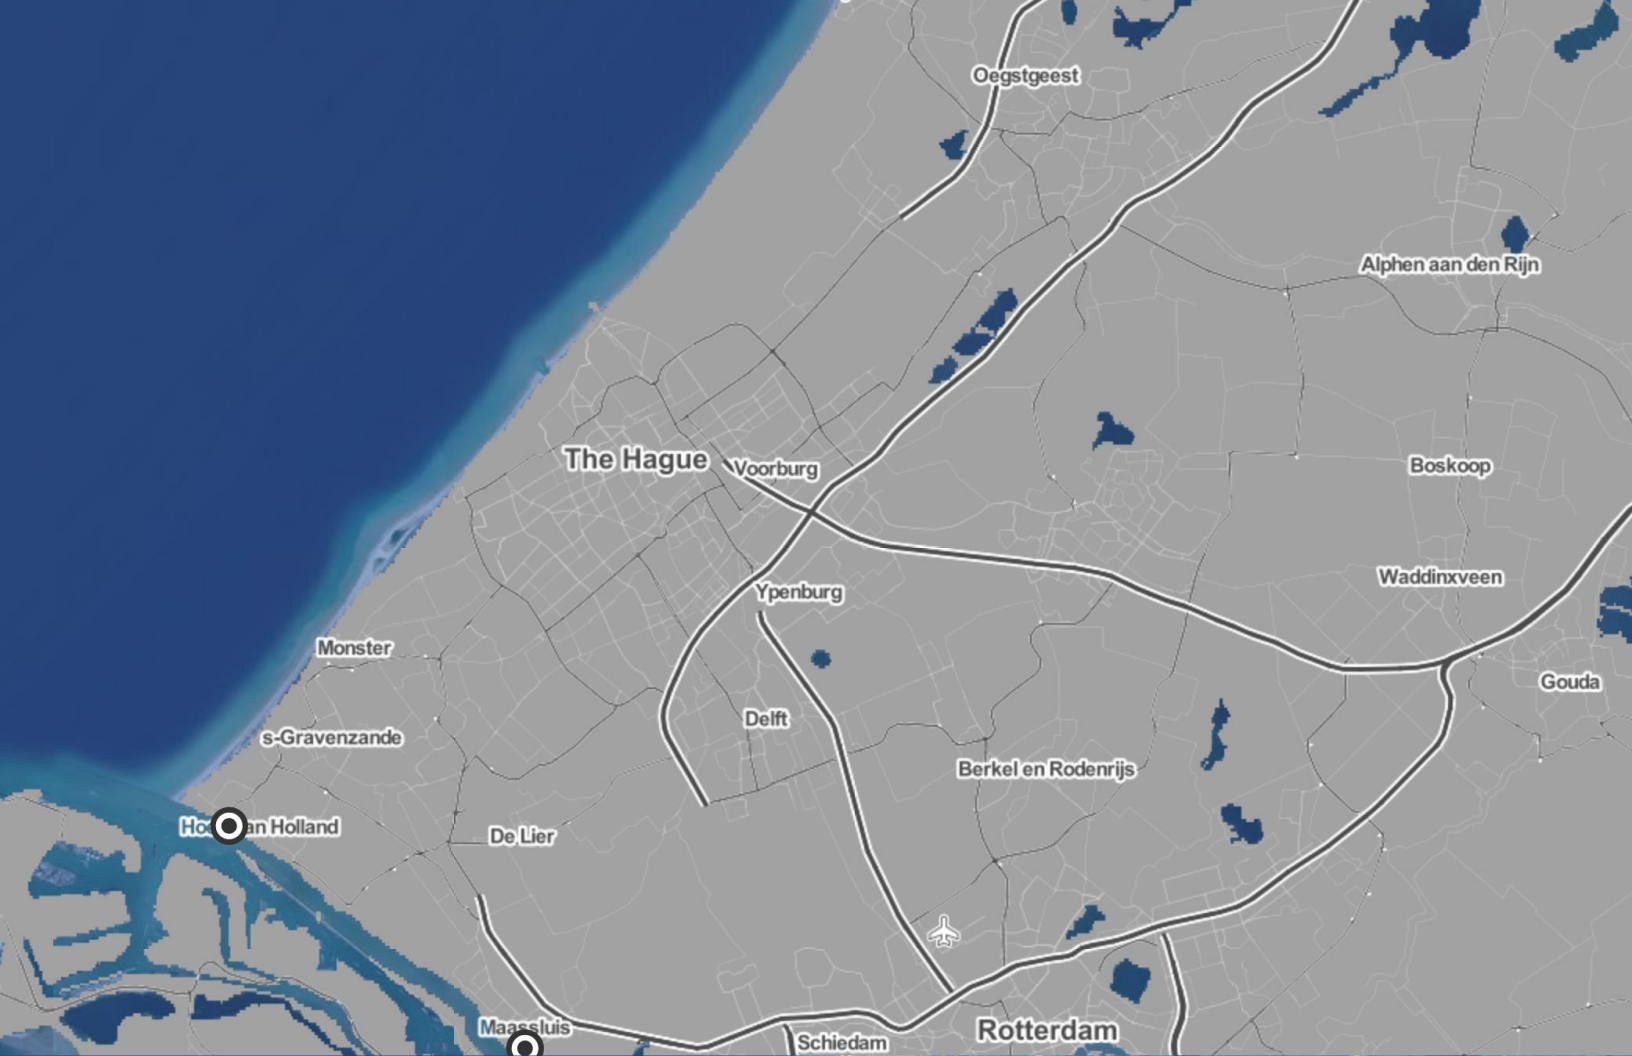 Oegstgeest
Alphen aan den Rijn
The Hague
Voorburg
Boskoop
Waddinxveen
Ypenburg
Monster
Gouda
Delft
s-Gravenzande
Berkel en Rodenrijs
Holland
De Lier
Maassluis
Rotterdam
Schiedam